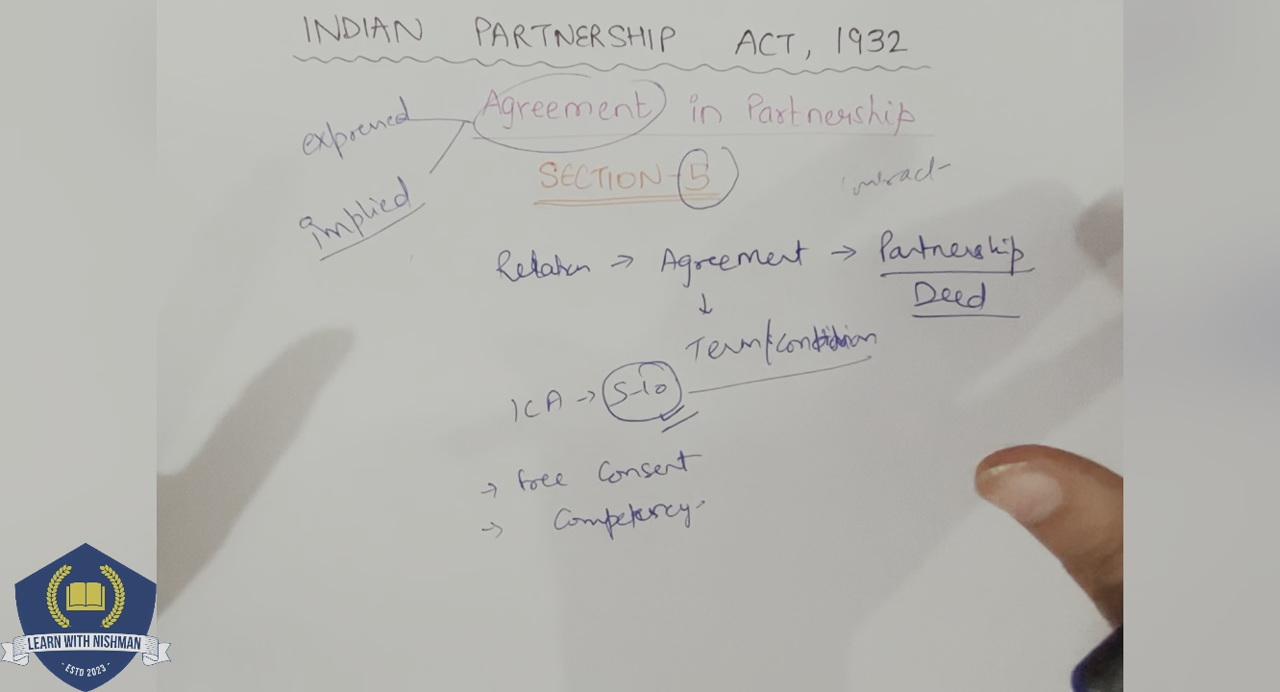 INDIAN PARTNERSHIP ACT, 1932
expressed
Agreement in Partnership
implied
SECTION-5
Relation → Agreement → Partnership
Deed
↓
Term/condition
ICA → S-10
→ free Consent
→ Competency
LEARN WITH NISHMAN
- ESTD 2023 -